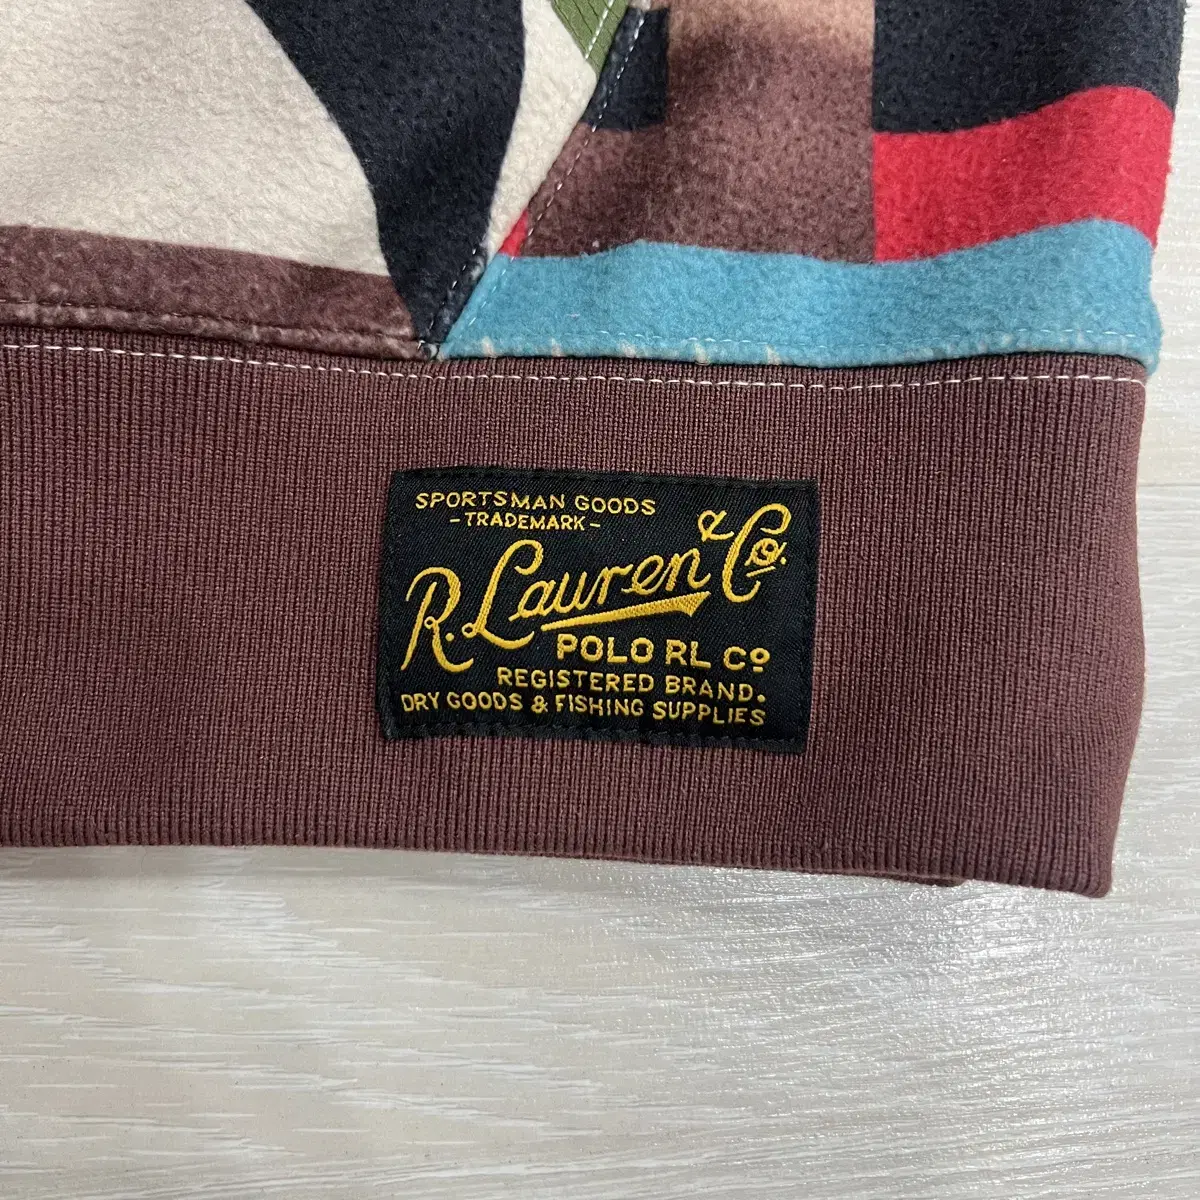 SPORTSMAN GOODS
-TRADEMARK-
R. Lauren & Co.
POLO RL Co
REGISTERED BRAND.
DRY GOODS & FISHING SUPPLIES